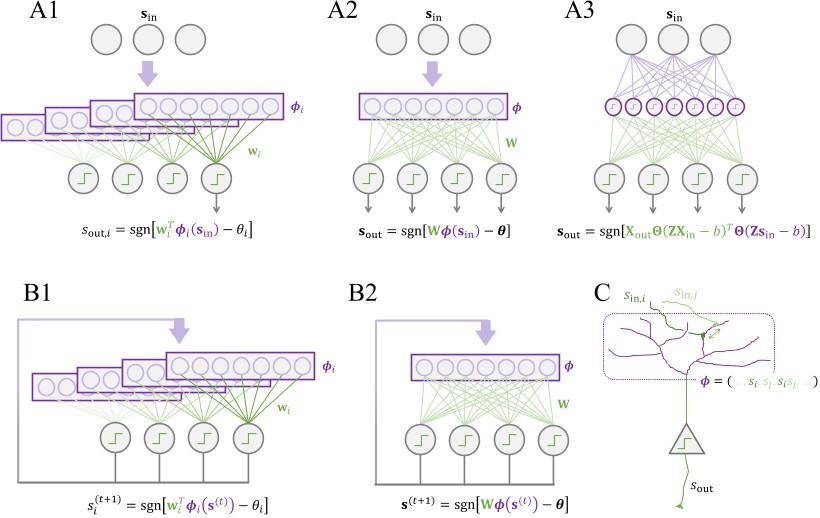 A1
s_in
ϕ_i
w_i
s_out,i = sgn[w_i^T ϕ_i(s_in) − θ_i]
A2
s_in
ϕ
W
s_out = sgn[Wϕ(s_in) − θ]
A3
s_in
s_out = sgn[X_outΘ(ZX_in − b)^T Θ(Zs_in − b)]
B1
ϕ_i
w_i
s_i^(t+1) = sgn[w_i^T ϕ_i(s^(t)) − θ_i]
B2
ϕ
W
s^(t+1) = sgn[Wϕ(s^(t)) − θ]
C
s_in,i
s_in,j
ϕ = (… , s_i, s_j, s_i s_j, …)
s_out